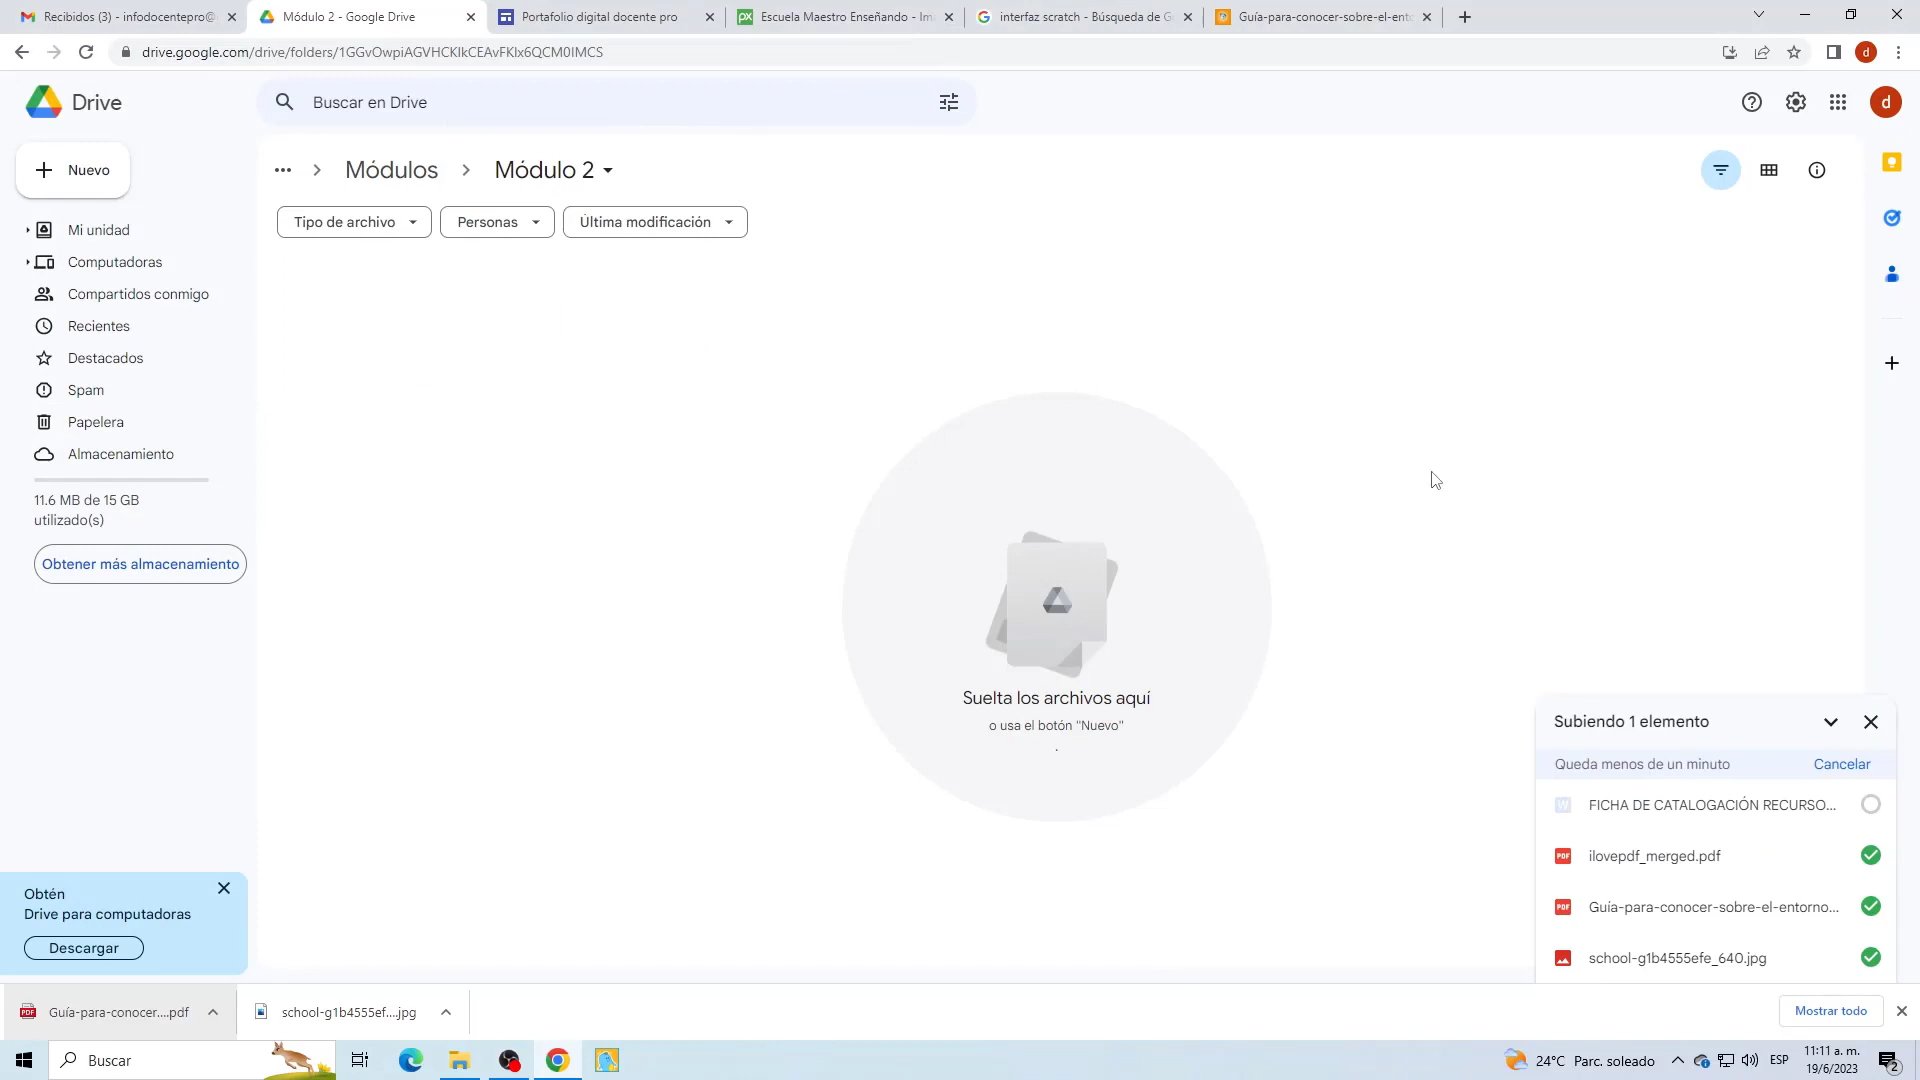 Recibidos (3) - infodocentepro@
Módulo 2 - Google Drive
Portafolio digital docente pro
Escuela Maestro Enseñando - Im
interfaz scratch - Búsqueda de G
Guía-para-conocer-sobre-el-ent
drive.google.com/drive/folders/1GGvOwpiAGVHCKIkCEAvFKIx6QCM0IMCS
d
Drive
Buscar en Drive
d
Nuevo
Módulos
Módulo 2
Tipo de archivo
Personas
Última modificación
Mi unidad
Computadoras
Compartidos conmigo
Recientes
Destacados
Spam
Papelera
Almacenamiento
11.6 MB de 15 GB
utilizado(s)
Obtener más almacenamiento
Suelta los archivos aquí
o usa el botón "Nuevo"
.
Subiendo 1 elemento
Queda menos de un minuto
Cancelar
W
FICHA DE CATALOGACIÓN RECURSO...
PDF
ilovepdf_merged.pdf
PDF
Guía-para-conocer-sobre-el-entorno...
school-g1b4555efe_640.jpg
Obtén
Drive para computadoras
Descargar
PDF
Guía-para-conocer....pdf
school-g1b4555ef....jpg
Mostrar todo
Buscar
24°C Parc. soleado
ESP
11:11 a. m.
19/6/2023
2